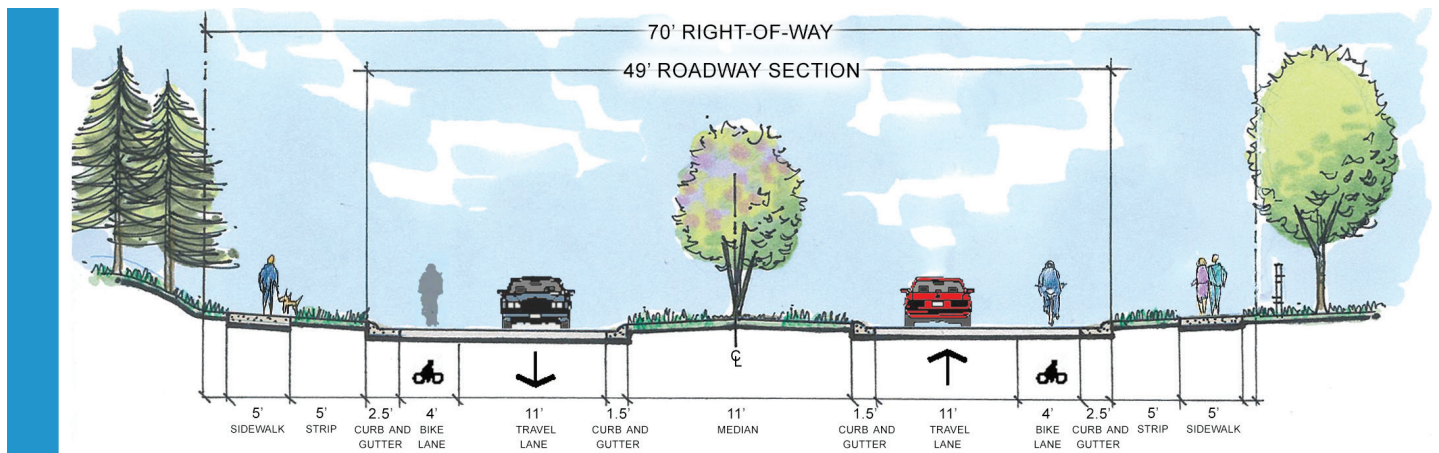 70' RIGHT-OF-WAY
49' ROADWAY SECTION
CL
5' 5' 2.5' 4' 11' 1.5' 11' 1.5' 11' 4' 2.5' 5' 5'
SIDEWALK STRIP CURB AND GUTTER BIKE LANE TRAVEL LANE CURB AND GUTTER MEDIAN CURB AND GUTTER TRAVEL LANE BIKE LANE CURB AND GUTTER STRIP SIDEWALK